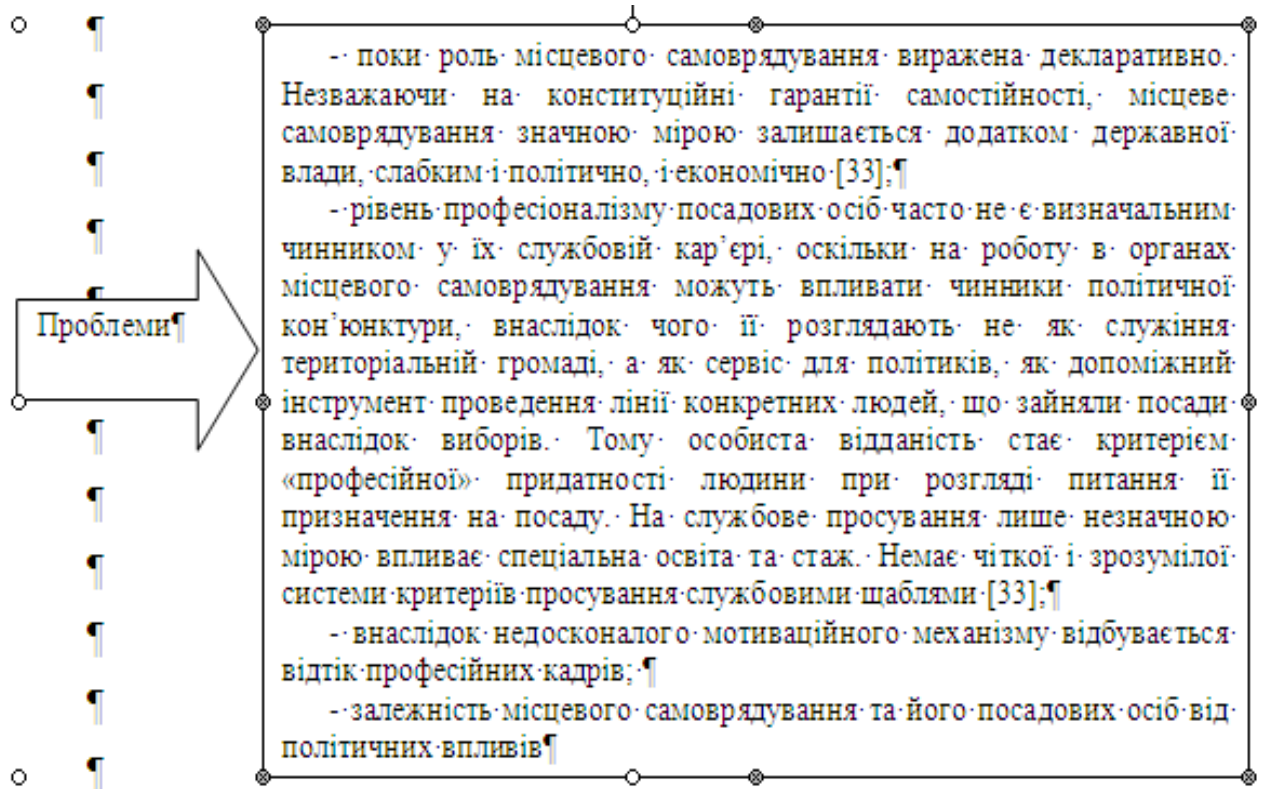 Проблеми¶
- поки роль місцевого самоврядування виражена декларативно.
Незважаючи на конституційні гарантії самостійності, місцеве
самоврядування значною мірою залишається додатком державної
влади, слабким і політично, і економічно [33];¶
- рівень професіоналізму посадових осіб часто не є визначальним
чинником у їх службовій кар’єрі, оскільки на роботу в органах
місцевого самоврядування можуть впливати чинники політичної
кон’юнктури, внаслідок чого її розглядають не як служіння
територіальній громаді, а як сервіс для політиків, як допоміжний
інструмент проведення лінії конкретних людей, що зайняли посади
внаслідок виборів. Тому особиста відданість стає критерієм
«професійної» придатності людини при розгляді питання її
призначення на посаду. На службове просування лише незначною
мірою впливає спеціальна освіта та стаж. Немає чіткої і зрозумілої
системи критеріїв просування службовими щаблями [33];¶
- внаслідок недосконалого мотиваційного механізму відбувається
відтік професійних кадрів; ¶
- залежність місцевого самоврядування та його посадових осіб від
політичних впливів¶